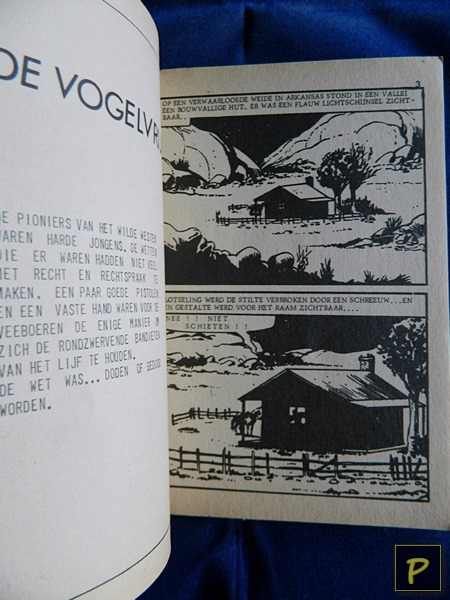 DE VOGELVR
DE PIONIERS VAN HET WILDE WESTEN
WAREN HARDE JONGENS. DE WETTEN
DIE ER WAREN HADDEN NIET VEEL
MET RECHT EN RECHTSPRAAK TE
MAKEN. EEN PAAR GOEDE PISTOLEN
EN EEN VASTE HAND WAREN VOOR DE
VEEBOEREN DE ENIGE MANIER OM
ZICH DE RONDZWERVENDE BANDIETEN
VAN HET LIJF TE HOUDEN.
DE WET WAS... DODEN OF GEDOOD
WORDEN.
3
OP EEN VERWAARLOOSDE WEIDE IN ARKANSAS STOND IN EEN VALLEI
EEN BOUWVALLIGE HUT. ER WAS EEN FLAUW LICHTSCHIJNSEL ZICHT-
BAAR..
LOTSELING WERD DE STILTE VERBROKEN DOOR EEN SCHREEUW...EN
EN GESTALTE WERD VOOR HET RAAM ZICHTBAAR....
NEE!! NIET
SCHIETEN!!
P